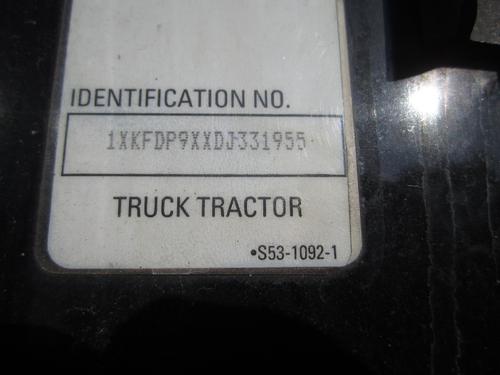 IDENTIFICATION NO.
1XKFDP9XXDJ331955
TRUCK TRACTOR
•S53-1092-1